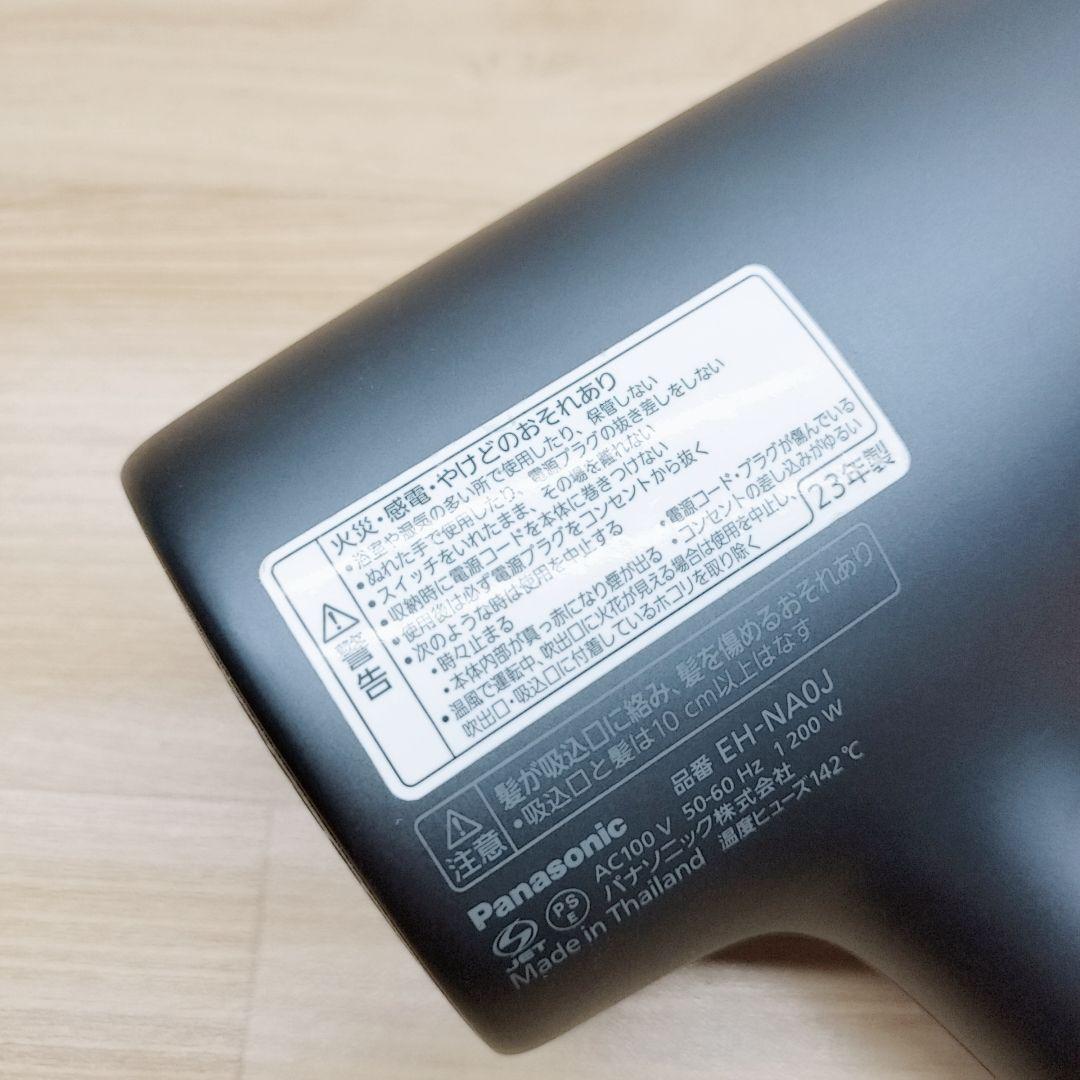 警告
火災・感電・やけどのおそれあり
・浴室や湿気の多い所で使用したり、保管しない
・ぬれた手で使用したり、電源プラグの抜き差しをしない
・スイッチをいれたまま、その場を離れない
・収納時に電源コードを本体に巻きつけない
・使用後は必ず電源プラグをコンセントから抜く
・次のような時は使用を中止する
・時々止まる ・電源コード・プラグが傷んでいる
・本体内部が真っ赤になり煙が出る ・コンセントの差し込みがゆるい
・温風で運転中、吹出口に火花が見える場合は使用を中止し、
吹出口・吸込口に付着しているホコリを取り除く
23年製
注意
髪が吸込口に絡み、髪を傷めるおそれあり
・吸込口と髪は10 cm以上はなす
Panasonic 品番 EH-NA0J
AC100 V 50-60 Hz 1 200 W
パナソニック株式会社
温度ヒューズ142℃
PS E
JET
Made in Thailand